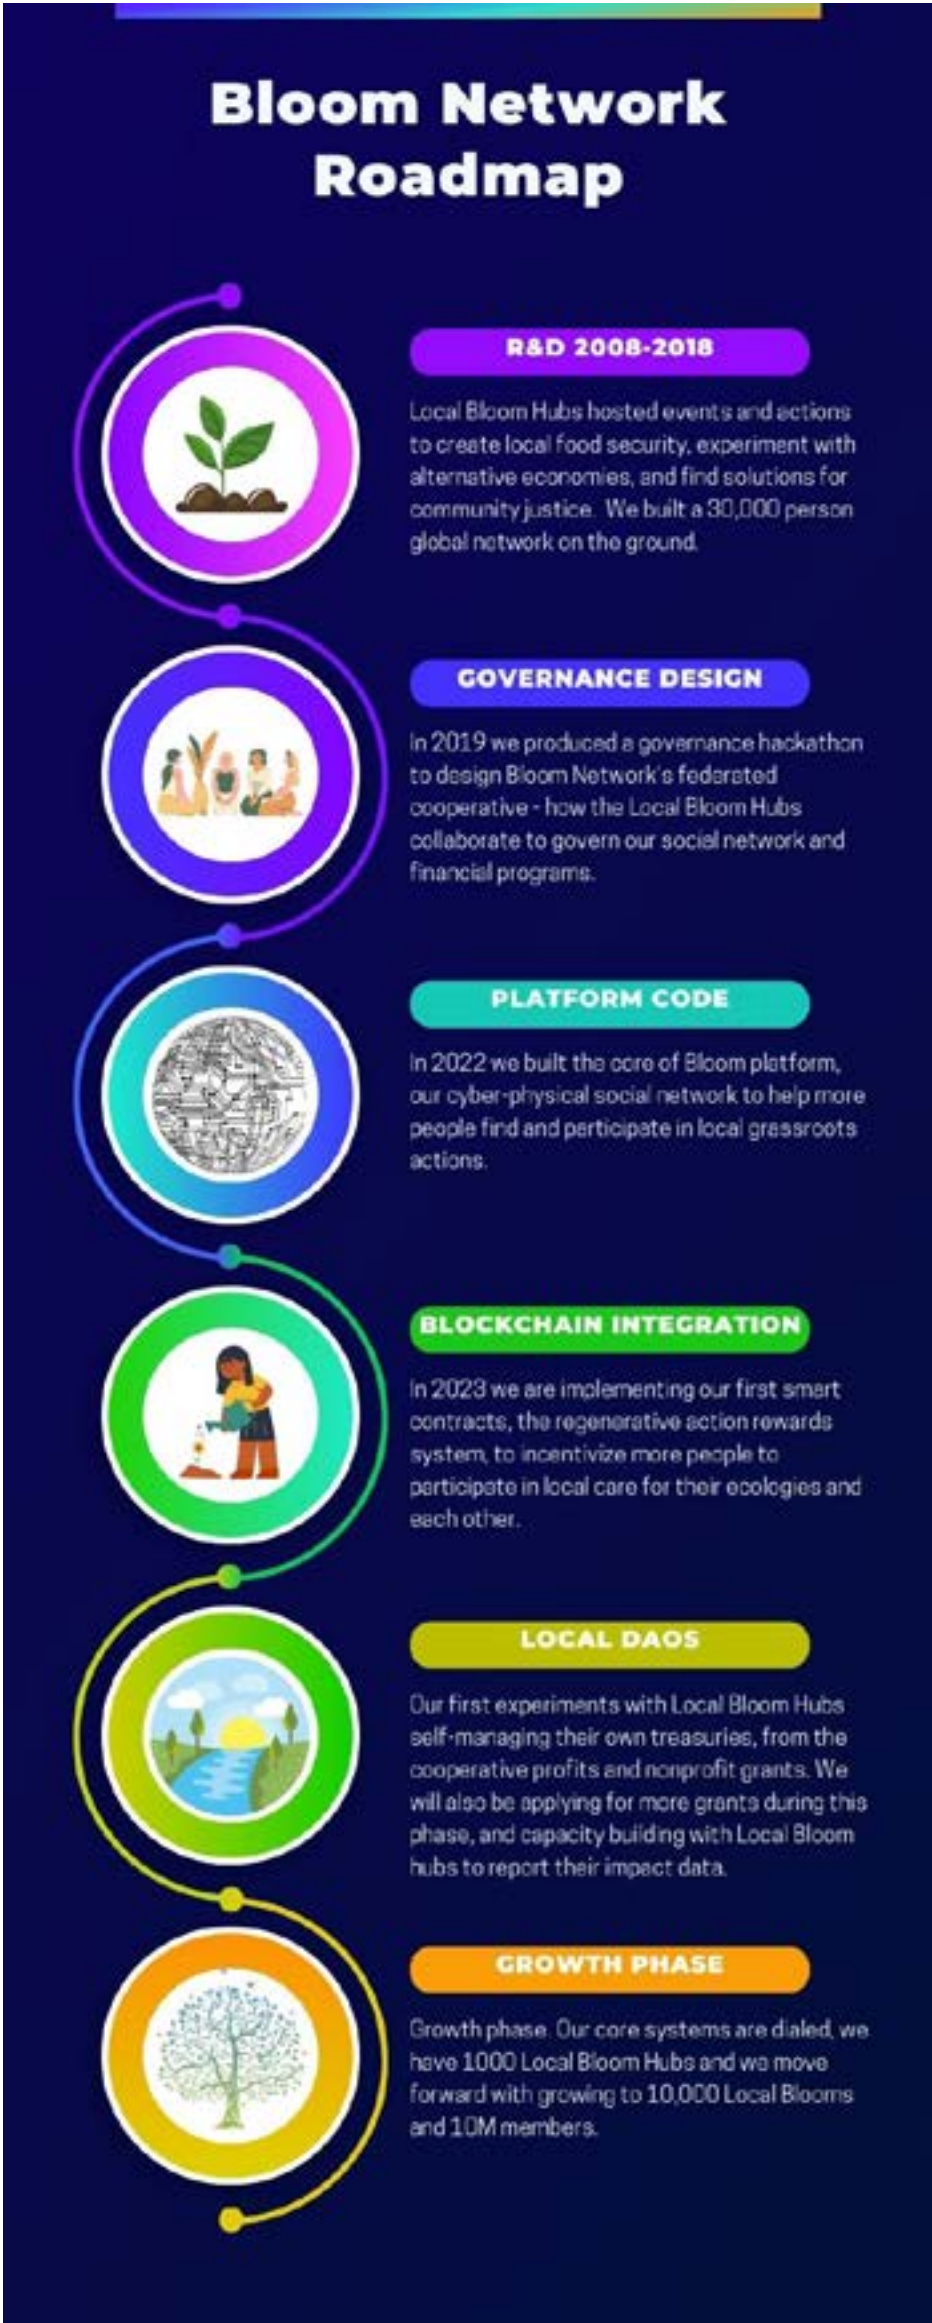 Bloom Network
Roadmap
R&D 2008-2018
Local Bloom Hubs hosted events and actions
to create local food security, experiment with
alternative economies, and find solutions for
community justice. We built a 30,000 person
global network on the ground.
GOVERNANCE DESIGN
In 2019 we produced a governance hackathon
to design Bloom Network's federated
cooperative - how the Local Bloom Hubs
collaborate to govern our social network and
financial programs.
PLATFORM CODE
In 2022 we built the core of Bloom platform,
our cyber-physical social network to help more
people find and participate in local grassroots
actions.
BLOCKCHAIN INTEGRATION
In 2023 we are implementing our first smart
contracts, the regenerative action rewards
system, to incentivize more people to
participate in local care for their ecologies and
each other.
LOCAL DAOS
Our first experiments with Local Bloom Hubs
self-managing their own treasuries, from the
cooperative profits and nonprofit grants. We
will also be applying for more grants during this
phase, and capacity building with Local Bloom
hubs to report their impact data.
GROWTH PHASE
Growth phase. Our core systems are dialed, we
have 1000 Local Bloom Hubs and we move
forward with growing to 10,000 Local Blooms
and 10M members.